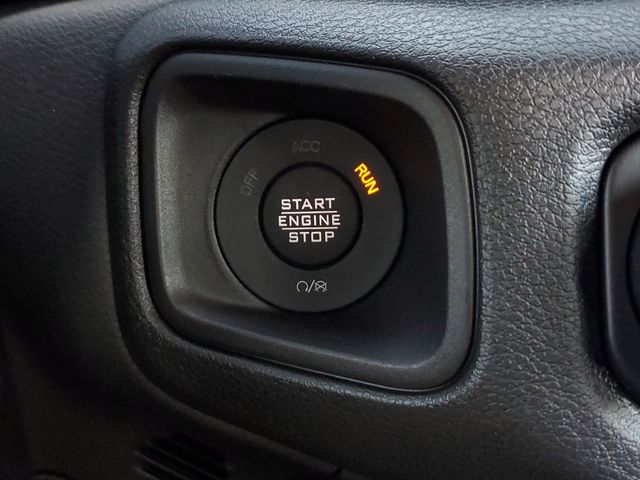 ACC
OFF
RUN
START
ENGINE
STOP